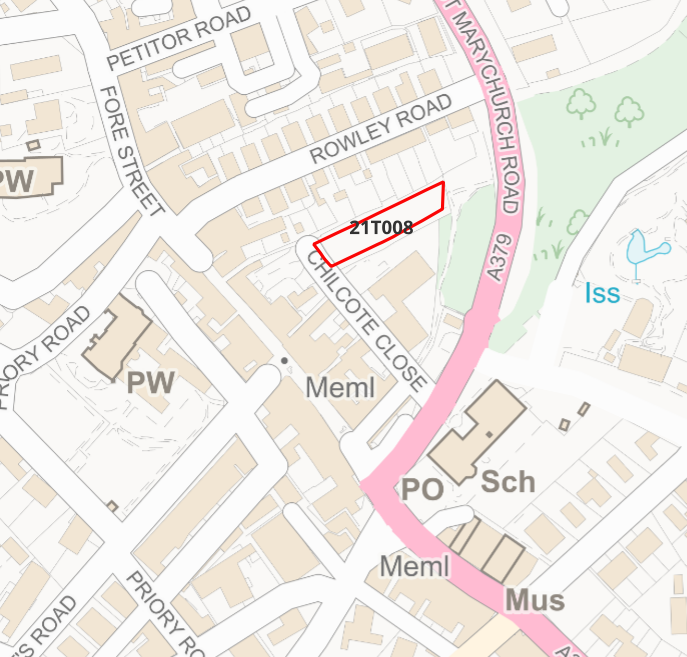 PETITOR ROAD
T MARYCHURCH ROAD
FORE STREET
ROWLEY ROAD
PW
21T008
A379
CHILCOTE CLOSE
Iss
PRIORY ROAD
PW
Meml
PO
Sch
Meml
Mus
PRIORY RO
'S ROAD
A3